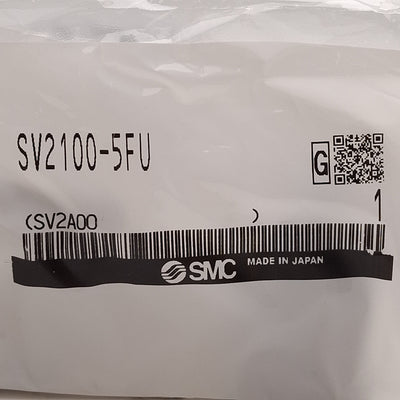 SV2100-5FU
G
1
(SV2A00 )
SMC MADE IN JAPAN